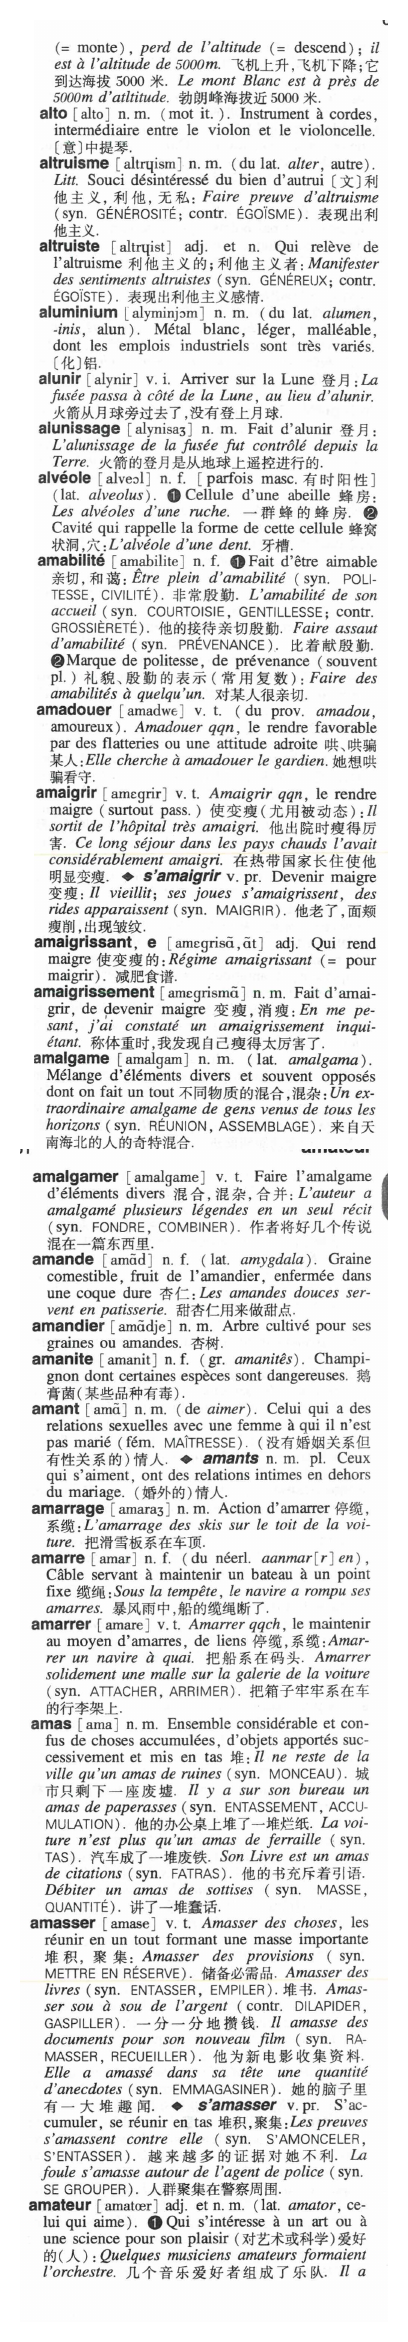 (= monte), perd de l'altitude (= descend); il
est à l'altitude de 5000m. 飞机上升,飞机下降;它
到达海拔 5000 米. Le mont Blanc est à près de
5000m d'atltitude. 勃朗峰海拔近 5000 米.
alto [alto] n. m. (mot it.). Instrument à cordes,
intermédiaire entre le violon et le violoncelle.
〔意〕中提琴.
altruisme [altrɥism] n. m. (du lat. alter, autre).
Litt. Souci désintéressé du bien d'autrui〔文〕利
他主义, 利他, 无私: Faire preuve d'altruisme
(syn. GÉNÉROSITÉ; contr. ÉGOÏSME). 表现出利
他主义.
altruiste [altrɥist] adj. et n. Qui relève de
l'altruisme 利他主义的;利他主义者: Manifester
des sentiments altruistes (syn. GÉNÉREUX; contr.
ÉGOÏSTE). 表现出利他主义感情.
aluminium [alyminjɔm] n. m. (du lat. alumen,
-inis, alun). Métal blanc, léger, malléable,
dont les emplois industriels sont très variés.
〔化〕铝.
alunir [alynir] v. i. Arriver sur la Lune 登月:La
fusée passa à côté de la Lune, au lieu d'alunir.
火箭从月球旁过去了,没有登上月球.
alunissage [alynisaʒ] n. m. Fait d'alunir 登月:
L'alunissage de la fusée fut contrôlé depuis la
Terre. 火箭的登月是从地球上遥控进行的.
alvéole [alveɔl] n. f. [parfois masc. 有时阳性]
(lat. alveolus). ❶ Cellule d'une abeille 蜂房:
Les alvéoles d'une ruche. 一群蜂的蜂房. ❷
Cavité qui rappelle la forme de cette cellule 蜂窝
状洞,穴:L'alvéole d'une dent. 牙槽.
amabilité [amabilite] n. f. ❶Fait d'être aimable
亲切, 和蔼: Être plein d'amabilité (syn. POLI-
TESSE, CIVILITÉ). 非常殷勤. L'amabilité de son
accueil (syn. COURTOISIE, GENTILLESSE; contr.
GROSSIÈRETÉ). 他的接待亲切殷勤. Faire assaut
d'amabilité (syn. PRÉVENANCE). 比着献殷勤.
❷Marque de politesse, de prévenance (souvent
pl.) 礼貌、殷勤的表示(常用复数): Faire des
amabilités à quelqu'un. 对某人很亲切.
amadouer [amadwe] v. t. (du prov. amadou,
amoureux). Amadouer qqn, le rendre favorable
par des flatteries ou une attitude adroite 哄、哄骗
某人:Elle cherche à amadouer le gardien. 她想哄
骗看守.
amaigrir [amɛgrir] v. t. Amaigrir qqn, le rendre
maigre (surtout pass.) 使变瘦(尤用被动态):Il
sortit de l'hôpital très amaigri. 他出院时瘦得厉
害. Ce long séjour dans les pays chauds l'avait
considérablement amaigri. 在热带国家长住使他
明显变瘦. ◆ s'amaigrir v. pr. Devenir maigre
变瘦: Il vieillit; ses joues s'amaigrissent, des
rides apparaissent (syn. MAIGRIR). 他老了,面颊
瘦削,出现皱纹.
amaigrissant, e [amɛgrisɑ̃,ɑ̃t] adj. Qui rend
maigre 使变瘦的:Régime amaigrissant (= pour
maigrir). 减肥食谱.
amaigrissement [amɛgrismɑ̃] n. m. Fait d'amai-
grir, de devenir maigre 变瘦,消瘦: En me pe-
sant, j'ai constaté un amaigrissement inqui-
étant. 称体重时,我发现自己瘦得太厉害了.
amalgame [amalgam] n. m. (lat. amalgama).
Mélange d'éléments divers et souvent opposés
dont on fait un tout 不同物质的混合,混杂:Un ex-
traordinaire amalgame de gens venus de tous les
horizons (syn. RÉUNION, ASSEMBLAGE). 来自天
南海北的人的奇特混合.
amalgamer [amalgame] v. t. Faire l'amalgame
d'éléments divers 混合,混杂,合并: L'auteur a
amalgamé plusieurs légendes en un seul récit
(syn. FONDRE, COMBINER). 作者将好几个传说
混在一篇东西里.
amande [amɑ̃d] n. f. (lat. amygdala). Graine
comestible, fruit de l'amandier, enfermée dans
une coque dure 杏仁: Les amandes douces ser-
vent en patisserie. 甜杏仁用来做甜点.
amandier [amɑ̃dje] n. m. Arbre cultivé pour ses
graines ou amandes. 杏树.
amanite [amanit] n. f. (gr. amanitês). Champi-
gnon dont certaines espèces sont dangereuses. 鹅
膏菌(某些品种有毒).
amant [amɑ̃] n. m. (de aimer). Celui qui a des
relations sexuelles avec une femme à qui il n'est
pas marié (fém. MAÎTRESSE). (没有婚姻关系但
有性关系的)情人. ◆ amants n. m. pl. Ceux
qui s'aiment, ont des relations intimes en dehors
du mariage. (婚外的)情人.
amarrage [amaraʒ] n. m. Action d'amarrer 停缆,
系缆:L'amarrage des skis sur le toit de la voi-
ture. 把滑雪板系在车顶.
amarre [amar] n. f. (du néerl. aanmar[r]en),
Câble servant à maintenir un bateau à un point
fixe 缆绳:Sous la tempête, le navire a rompu ses
amarres. 暴风雨中,船的缆绳断了.
amarrer [amare] v. t. Amarrer qqch, le maintenir
au moyen d'amarres, de liens 停缆,系缆:Amar-
rer un navire à quai. 把船系在码头. Amarrer
solidement une malle sur la galerie de la voiture
(syn. ATTACHER, ARRIMER). 把箱子牢牢系在车
的行李架上.
amas [ama] n. m. Ensemble considérable et con-
fus de choses accumulées, d'objets apportés suc-
cessivement et mis en tas 堆:Il ne reste de la
ville qu'un amas de ruines (syn. MONCEAU). 城
市只剩下一座废墟. Il y a sur son bureau un
amas de paperasses (syn. ENTASSEMENT, ACCU-
MULATION). 他的办公桌上堆了一堆烂纸. La voi-
ture n'est plus qu'un amas de ferraille (syn.
TAS). 汽车成了一堆废铁. Son Livre est un amas
de citations (syn. FATRAS). 他的书充斥着引语.
Débiter un amas de sottises (syn. MASSE,
QUANTITÉ). 讲了一堆蠢话.
amasser [amase] v. t. Amasser des choses, les
réunir en un tout formant une masse importante
堆积, 聚集: Amasser des provisions (syn.
METTRE EN RÉSERVE). 储备必需品. Amasser des
livres (syn. ENTASSER, EMPILER). 堆书. Amas-
ser sou à sou de l'argent (contr. DILAPIDER,
GASPILLER). 一分一分地攒钱. Il amasse des
documents pour son nouveau film (syn. RA-
MASSER, RECUEILLIR). 他为新电影收集资料.
Elle a amassé dans sa tête une quantité
d'anecdotes (syn. EMMAGASINER). 她的脑子里
有一大堆趣闻. ◆ s'amasser v. pr. S'ac-
cumuler, se réunir en tas 堆积,聚集:Les preuves
s'amassent contre elle (syn. S'AMONCELER,
S'ENTASSER). 越来越多的证据对她不利. La
foule s'amasse autour de l'agent de police (syn.
SE GROUPER). 人群聚集在警察周围.
amateur [amatœr] adj. et n. m. (lat. amator, ce-
lui qui aime). ❶ Qui s'intéresse à un art ou à
une science pour son plaisir (对艺术或科学)爱好
的(人): Quelques musiciens amateurs formaient
l'orchestre. 几个音乐爱好者组成了乐队. Il a